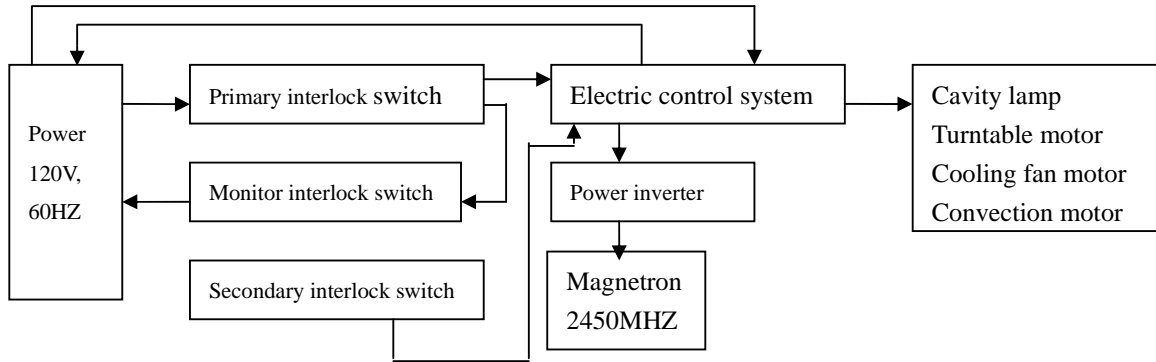 Power
120V,
60HZ
Primary interlock switch
Monitor interlock switch
Secondary interlock switch
Electric control system
Power inverter
Magnetron
2450MHZ
Cavity lamp
Turntable motor
Cooling fan motor
Convection motor